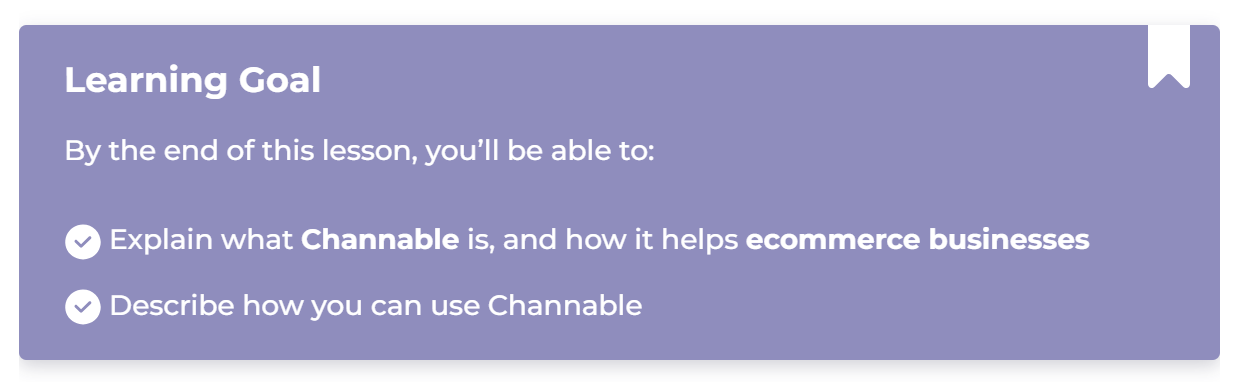 Learning Goal
By the end of this lesson, you’ll be able to:
Explain what Channable is, and how it helps ecommerce businesses
Describe how you can use Channable